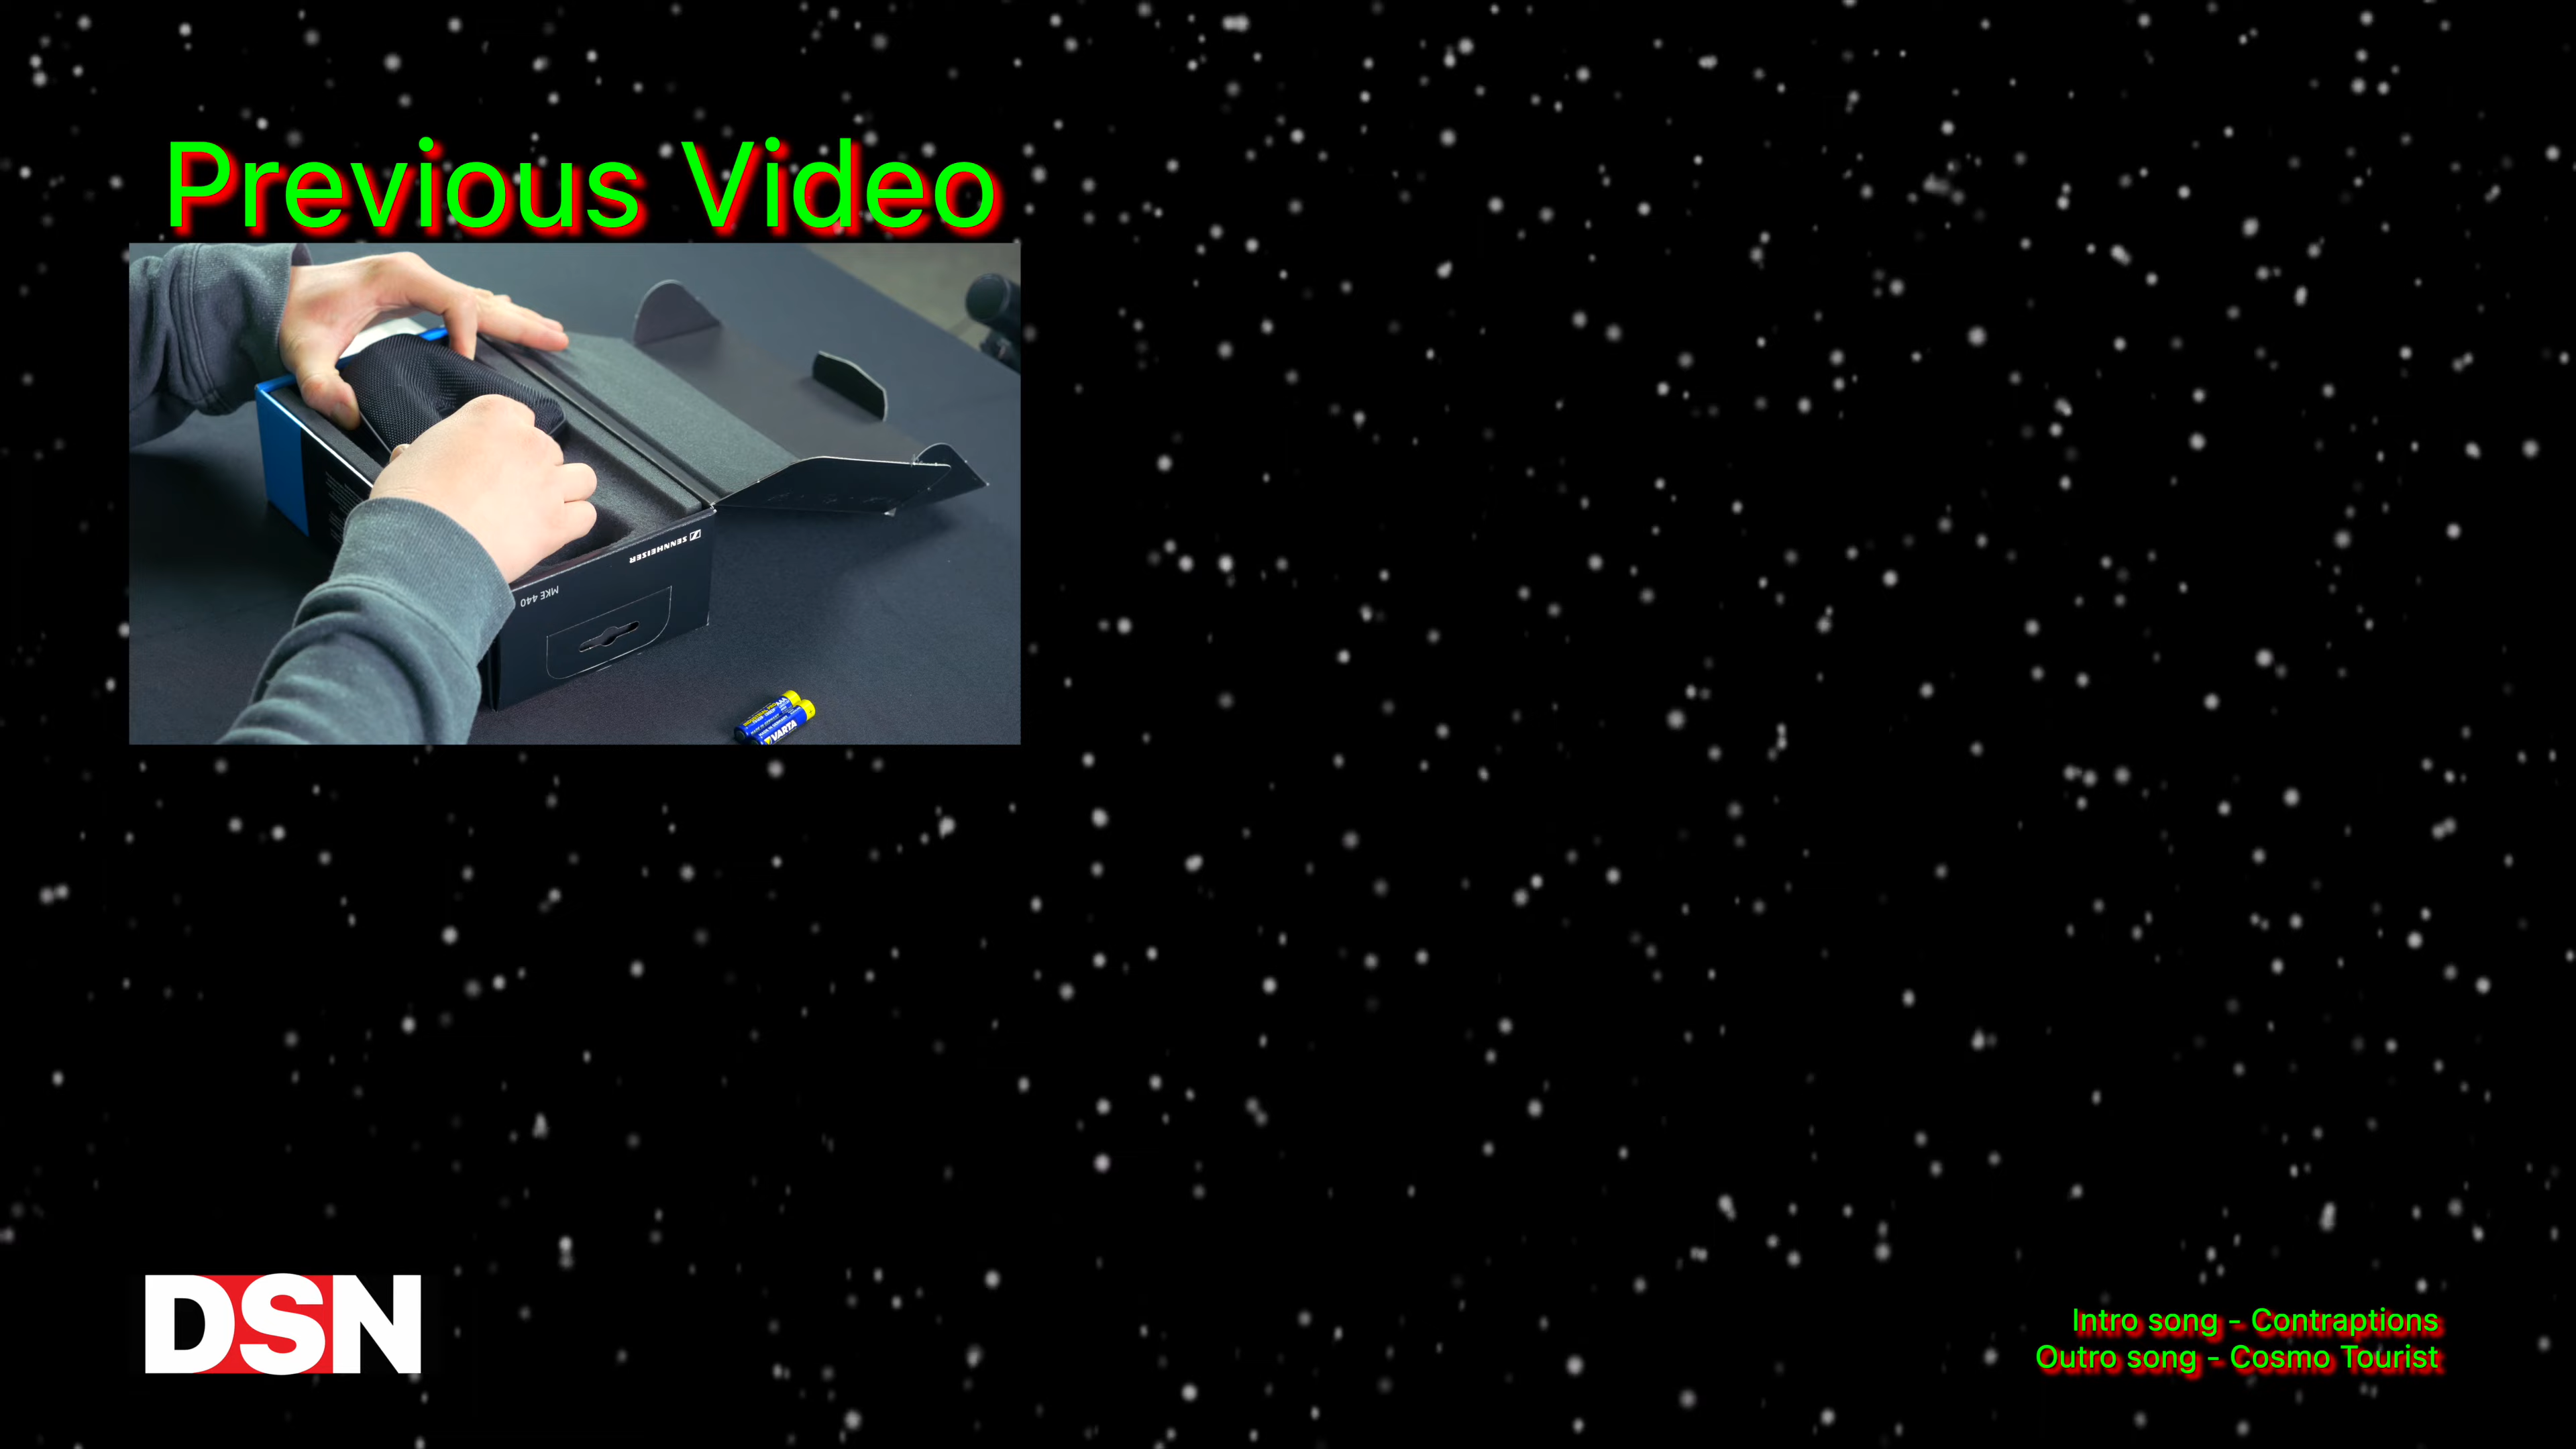 Previous Video
SENNHEISER
MKE 440
VARTA
DSN
Intro song - Contraptions
Outro song - Cosmo Tourist